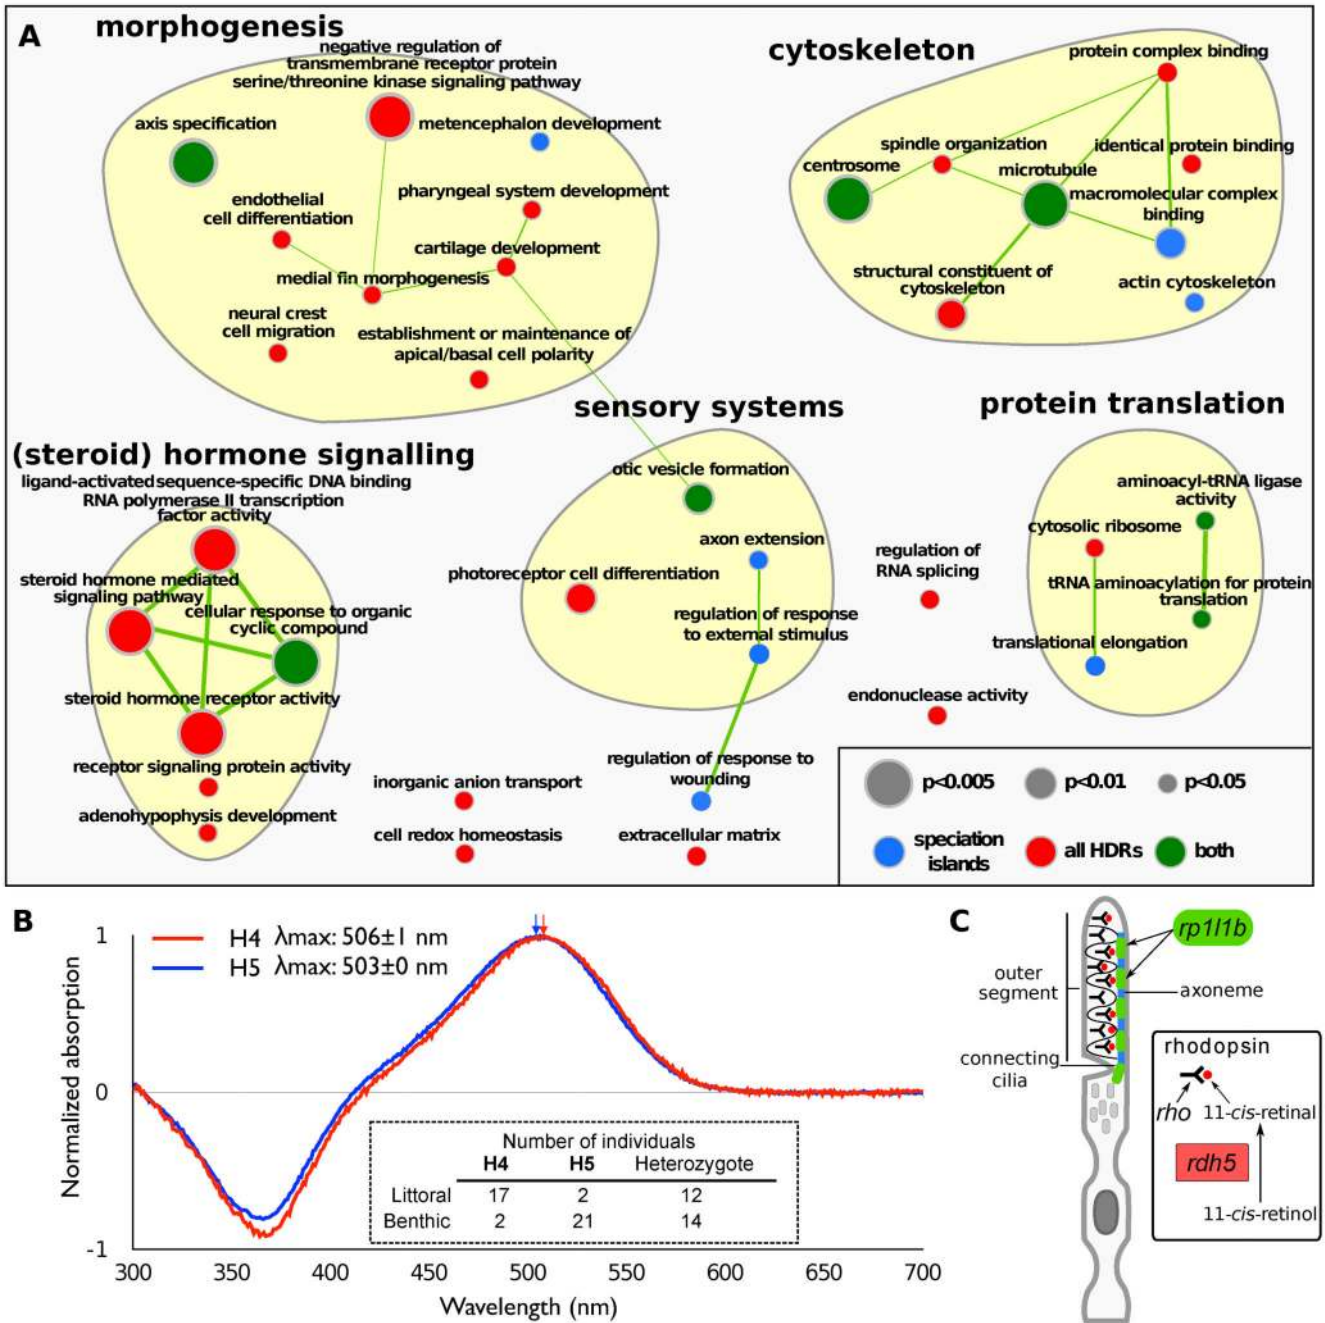 A
morphogenesis
negative regulation of
transmembrane receptor protein
serine/threonine kinase signaling pathway
axis specification
metencephalon development
endothelial
cell differentiation
pharyngeal system development
cartilage development
medial fin morphogenesis
neural crest
cell migration
establishment or maintenance of
apical/basal cell polarity
cytoskeleton
protein complex binding
spindle organization
identical protein binding
centrosome
microtubule
macromolecular complex
binding
structural constituent of
cytoskeleton
actin cytoskeleton
(steroid) hormone signalling
ligand-activated sequence-specific DNA binding
RNA polymerase II transcription
factor activity
steroid hormone mediated
signaling pathway
cellular response to organic
cyclic compound
steroid hormone receptor activity
receptor signaling protein activity
adenohypophysis development
sensory systems
otic vesicle formation
axon extension
photoreceptor cell differentiation
regulation of response
to external stimulus
regulation of response to
wounding
inorganic anion transport
cell redox homeostasis
extracellular matrix
regulation of
RNA splicing
endonuclease activity
protein translation
aminoacyl-tRNA ligase
activity
cytosolic ribosome
tRNA aminoacylation for protein
translation
translational elongation
p<0.005
p<0.01
p<0.05
speciation
islands
all HDRs
both
B
H4 λmax: 506±1 nm
H5 λmax: 503±0 nm
Normalized absorption
1
0
-1
300 350 400 450 500 550 600 650 700
Wavelength (nm)
Number of individuals
H4 H5 Heterozygote
Littoral 17 2 12
Benthic 2 21 14
C
rp1l1b
outer
segment
axoneme
connecting
cilia
rhodopsin
rho 11-cis-retinal
rdh5
11-cis-retinol